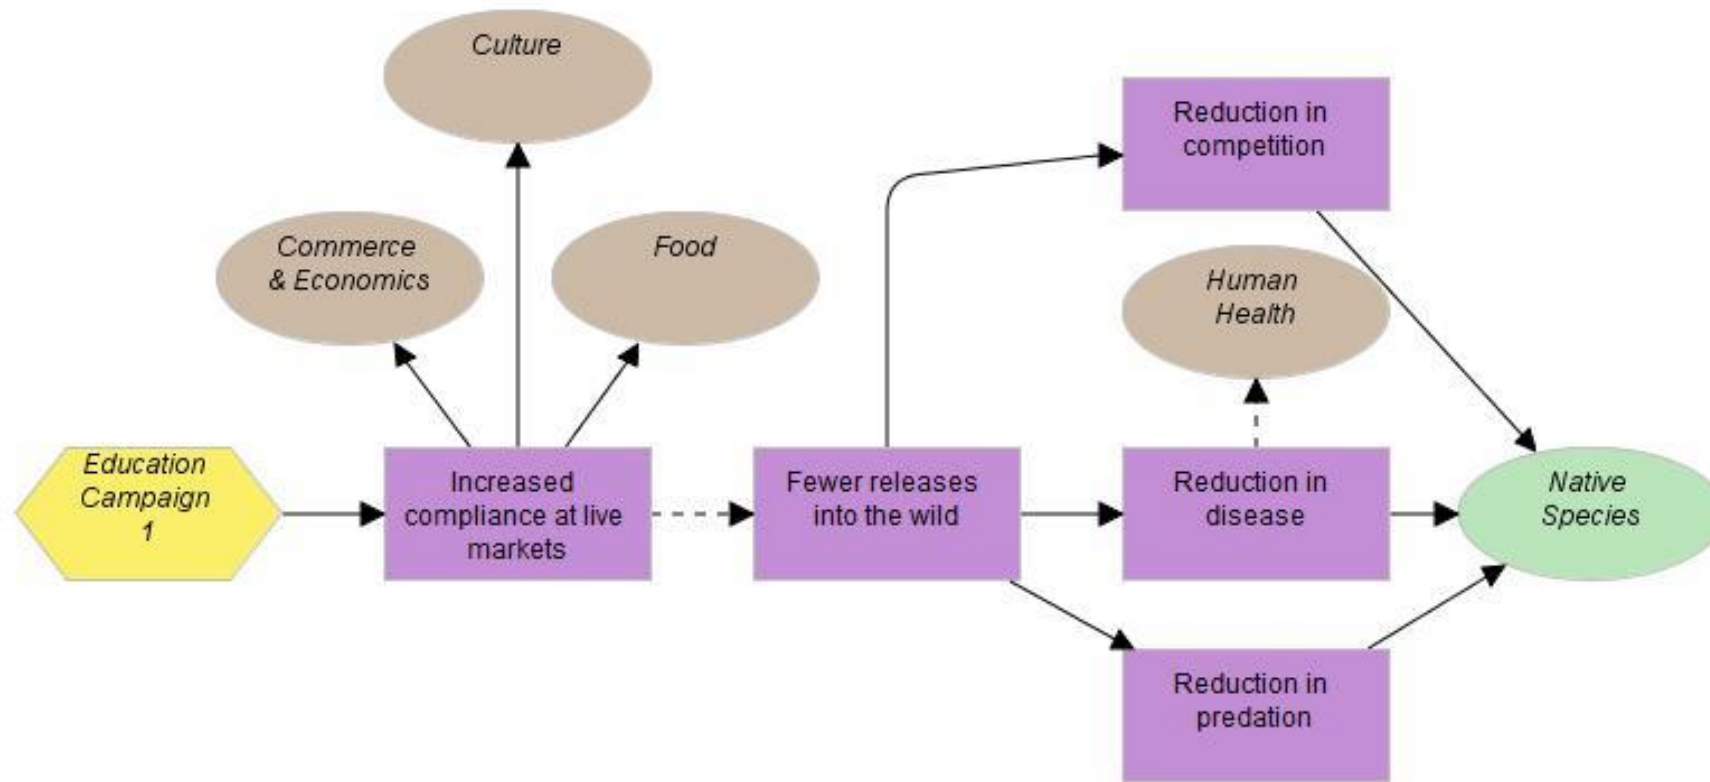 Culture
Commerce
& Economics
Food
Reduction in
competition
Human
Health
Education
Campaign
1
Increased
compliance at live
markets
Fewer releases
into the wild
Reduction in
disease
Native
Species
Reduction in
predation